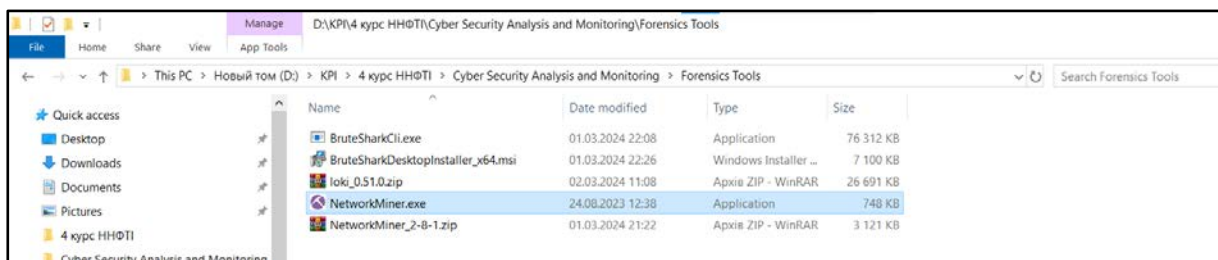 Manage
D:\KPI\4 курс ННФТІ\Cyber Security Analysis and Monitoring\Forensics Tools
File Home Share View App Tools
This PC > Новый том (D:) > KPI > 4 курс ННФТІ > Cyber Security Analysis and Monitoring > Forensics Tools
Search Forensics Tools
Quick access
Desktop
Downloads
Documents
Pictures
4 курс ННФТІ
Cyber Security Analysis and Monitoring
Name Date modified Type Size
BruteSharkCli.exe 01.03.2024 22:08 Application 76 312 KB
BruteSharkDesktopInstaller_x64.msi 01.03.2024 22:26 Windows Installer ... 7 100 KB
loki_0.51.0.zip 02.03.2024 11:08 Архів ZIP - WinRAR 26 691 KB
NetworkMiner.exe 24.08.2023 12:38 Application 748 KB
NetworkMiner_2-8-1.zip 01.03.2024 21:22 Архів ZIP - WinRAR 3 121 KB